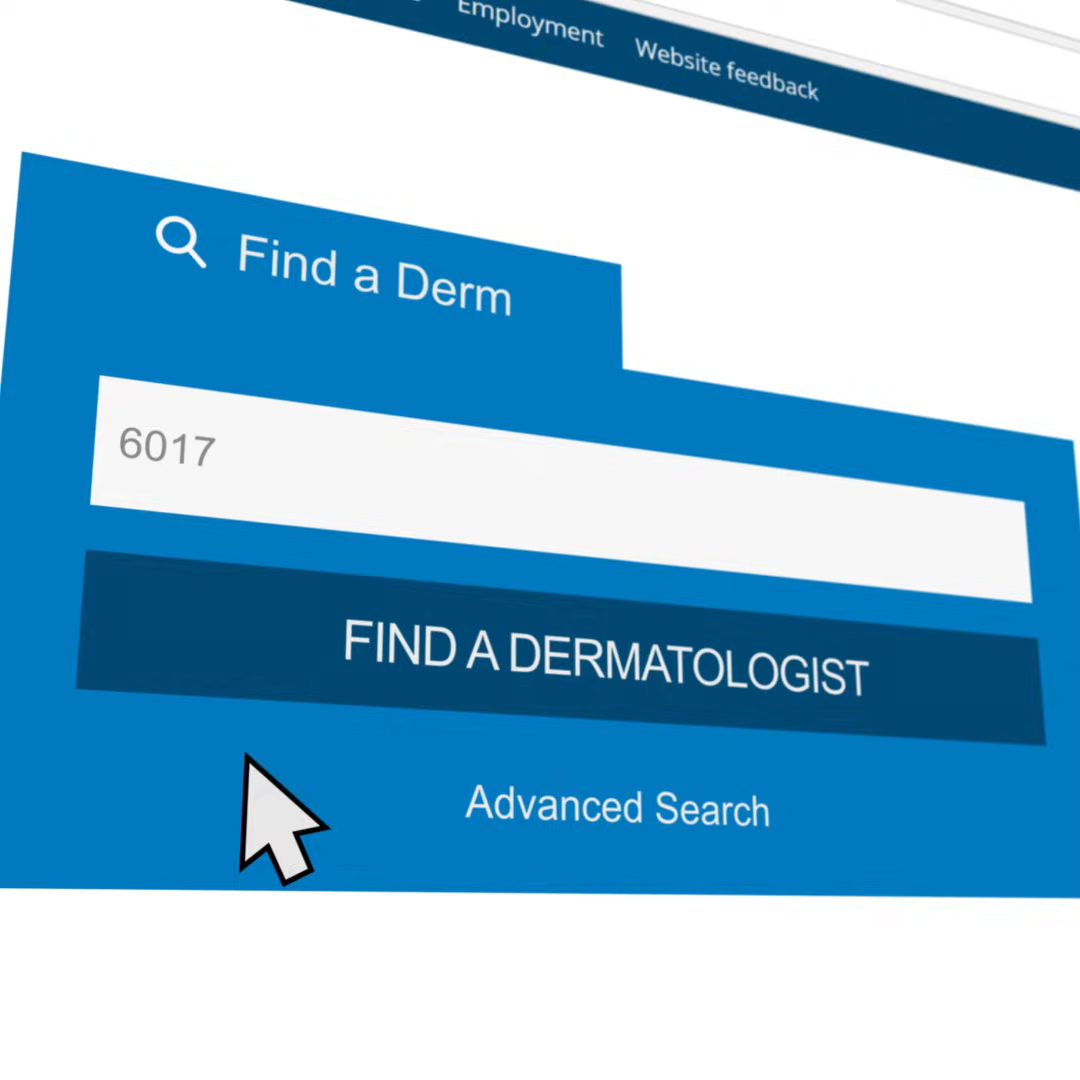 Employment Website feedback
Find a Derm
6017
FIND A DERMATOLOGIST
Advanced Search